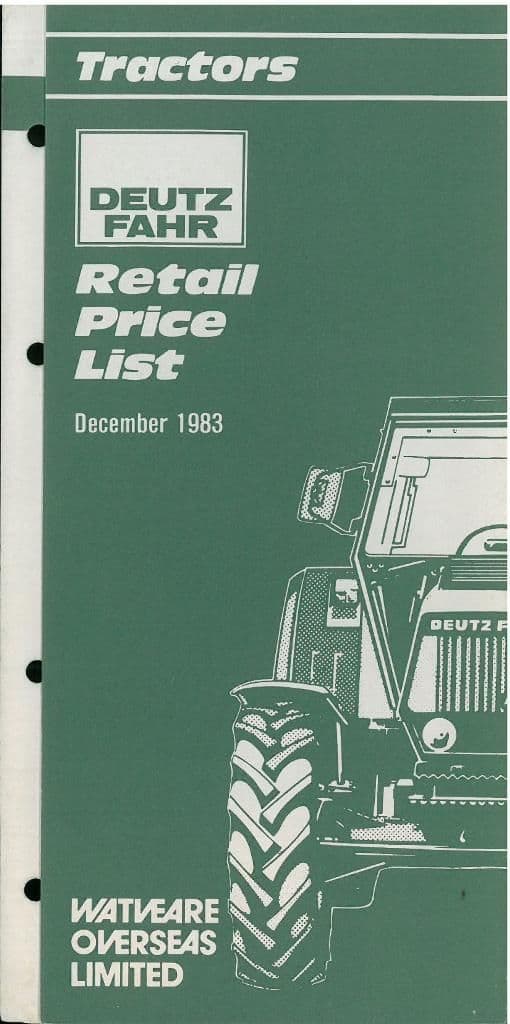 Tractors
DEUTZ
FAHR
Retail
Price
List
December 1983
DEUTZ F
WATVEARE
OVERSEAS
LIMITED